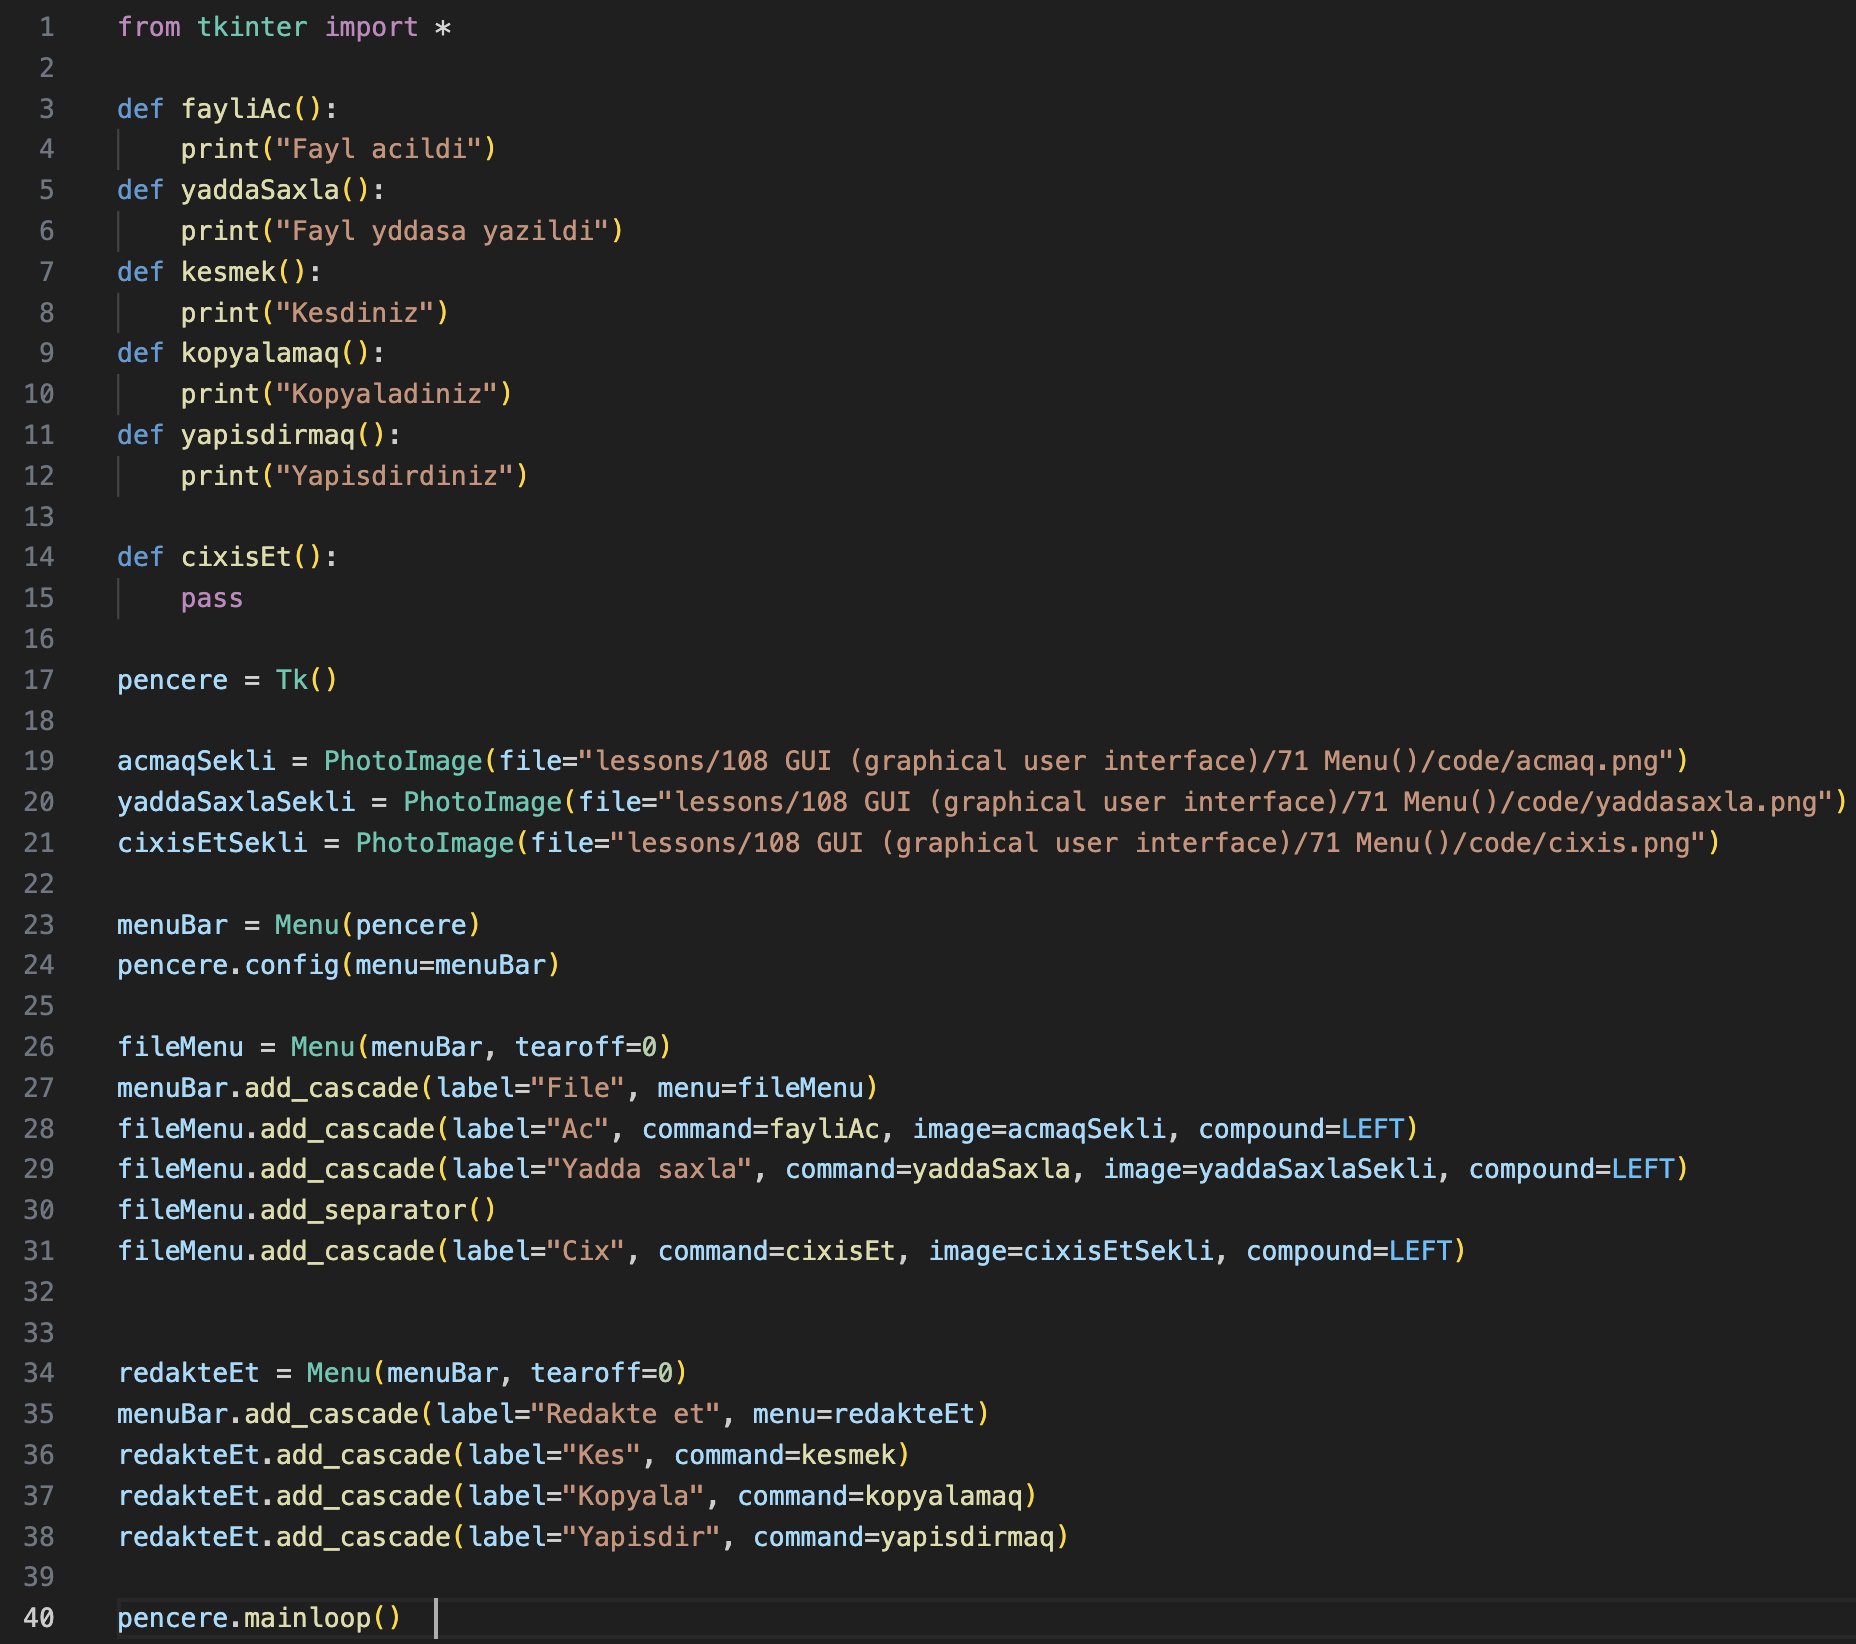 1 from tkinter import *
2
3 def fayliAc():
4     print("Fayl acildi")
5 def yaddaSaxla():
6     print("Fayl yddasa yazildi")
7 def kesmek():
8     print("Kesdiniz")
9 def kopyalamaq():
10     print("Kopyaladiniz")
11 def yapisdirmaq():
12     print("Yapisdirdiniz")
13
14 def cixisEt():
15     pass
16
17 pencere = Tk()
18
19 acmaqSekli = PhotoImage(file="lessons/108 GUI (graphical user interface)/71 Menu()/code/acmaq.png")
20 yaddaSaxlaSekli = PhotoImage(file="lessons/108 GUI (graphical user interface)/71 Menu()/code/yaddasaxla.png")
21 cixisEtSekli = PhotoImage(file="lessons/108 GUI (graphical user interface)/71 Menu()/code/cixis.png")
22
23 menuBar = Menu(pencere)
24 pencere.config(menu=menuBar)
25
26 fileMenu = Menu(menuBar, tearoff=0)
27 menuBar.add_cascade(label="File", menu=fileMenu)
28 fileMenu.add_cascade(label="Ac", command=fayliAc, image=acmaqSekli, compound=LEFT)
29 fileMenu.add_cascade(label="Yadda saxla", command=yaddaSaxla, image=yaddaSaxlaSekli, compound=LEFT)
30 fileMenu.add_separator()
31 fileMenu.add_cascade(label="Cix", command=cixisEt, image=cixisEtSekli, compound=LEFT)
32
33
34 redakteEt = Menu(menuBar, tearoff=0)
35 menuBar.add_cascade(label="Redakte et", menu=redakteEt)
36 redakteEt.add_cascade(label="Kes", command=kesmek)
37 redakteEt.add_cascade(label="Kopyala", command=kopyalamaq)
38 redakteEt.add_cascade(label="Yapisdir", command=yapisdirmaq)
39
40 pencere.mainloop()